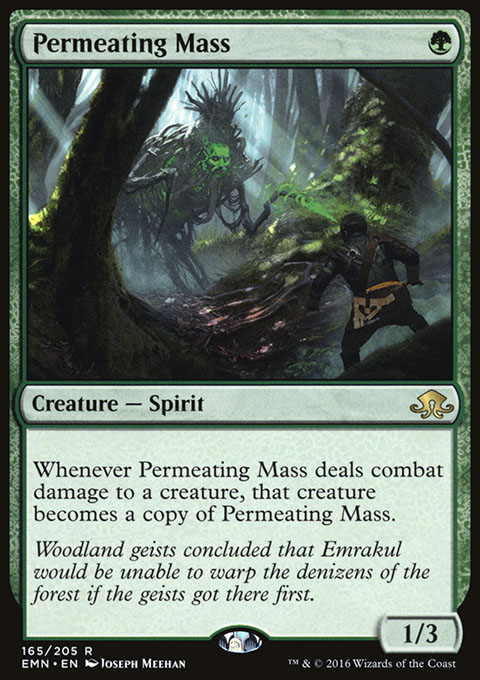 Permeating Mass
Creature — Spirit
Whenever Permeating Mass deals combat
damage to a creature, that creature
becomes a copy of Permeating Mass.
Woodland geists concluded that Emrakul
would be unable to warp the denizens of the
forest if the geists got there first.
1/3
165/205 R
EMN • EN Joseph Meehan
™ & © 2016 Wizards of the Coast